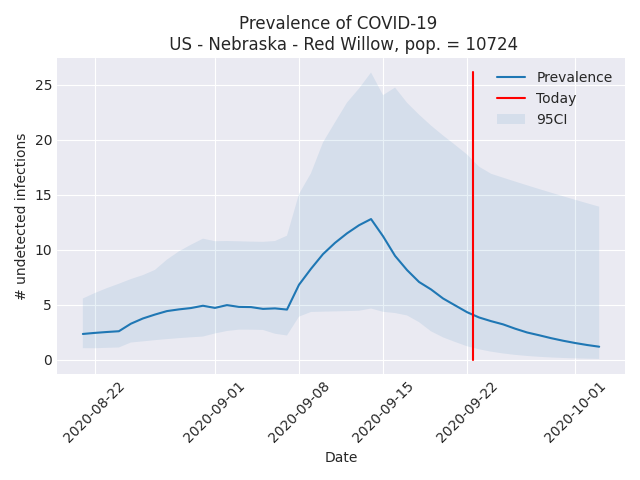 Prevalence of COVID-19
US - Nebraska - Red Willow, pop. = 10724
Prevalence
Today
95CI
# undetected infections
25
20
15
10
5
0
2020-08-22
2020-09-01
2020-09-08
2020-09-15
2020-09-22
2020-10-01
Date